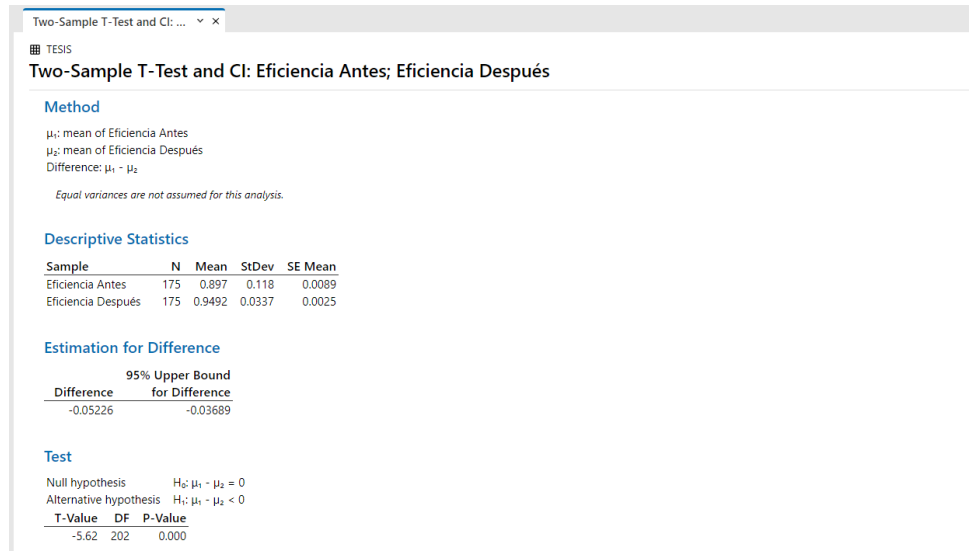 Two-Sample T-Test and CI: ...
TESIS
Two-Sample T-Test and CI: Eficiencia Antes; Eficiencia Después
Method
µ₁: mean of Eficiencia Antes
µ₂: mean of Eficiencia Después
Difference: µ₁ - µ₂
Equal variances are not assumed for this analysis.
Descriptive Statistics
Sample N Mean StDev SE Mean
Eficiencia Antes 175 0.897 0.118 0.0089
Eficiencia Después 175 0.9492 0.0337 0.0025
Estimation for Difference
95% Upper Bound
Difference for Difference
-0.05226 -0.03689
Test
Null hypothesis H₀: µ₁ - µ₂ = 0
Alternative hypothesis H₁: µ₁ - µ₂ < 0
T-Value DF P-Value
-5.62 202 0.000